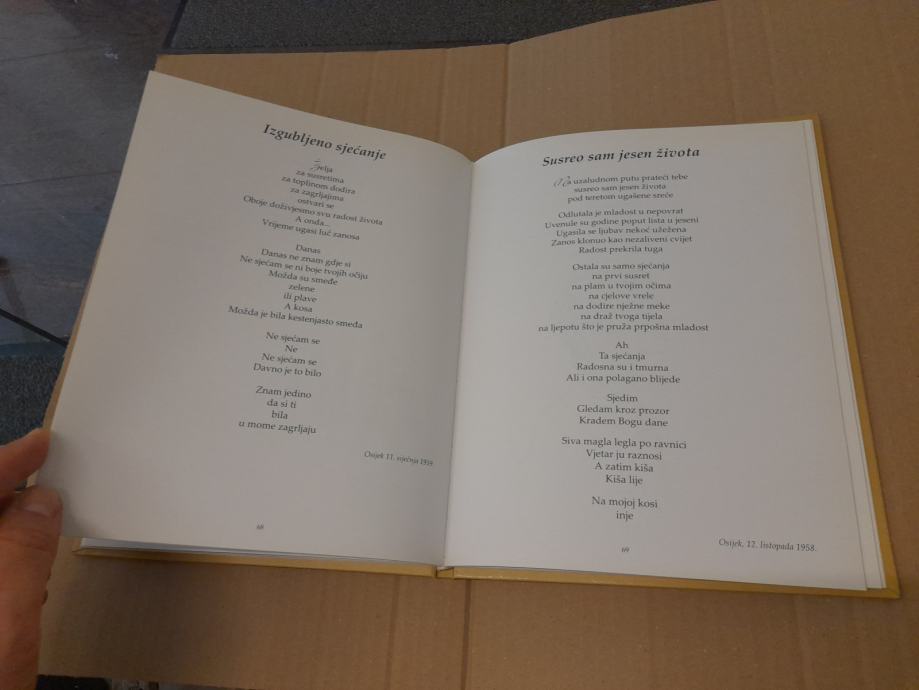 Izgubljeno sjećanje
Želja
za susretima
za toplinom dodira
za zagrljajima
ostvari se
Oboje doživjesmo svu radost života
A onda...
Vrijeme ugasi luč zanosa
Danas
Danas ne znam gdje si
Ne sjećam se ni boje tvojih očiju
Možda su smeđe
zelene
ili plave
A kosa
Možda je bila kestenjasto smeđa
Ne sjećam se
Ne
Ne sjećam se
Davno je to bilo
Znam jedino
da si ti
bila
u mome zagrljaju
Osijek 11. siječnja 1959.
68
Susreo sam jesen života
Na uzaludnom putu prateći tebe
susreo sam jesen života
pod teretom ugašene sreće
Odlutala je mladost u nepovrat
Uvenule su godine poput lista u jeseni
Ugasila se ljubav nekoć užežena
Zanos klonuo kao nezaliveni cvijet
Radost prekrila tuga
Ostala su samo sjećanja
na prvi susret
na plam u tvojim očima
na cjelove vrele
na dodire nježne meke
na draž tvoga tijela
na ljepotu što je pruža prpošna mladost
Ah
Ta sjećanja
Radosna su i tmurna
Ali i ona polagano blijede
Sjedim
Gledam kroz prozor
Kradem Bogu dane
Siva magla legla po ravnici
Vjetar ju raznosi
A zatim kiša
Kiša lije
Na mojoj kosi
inje
Osijek, 12. listopada 1958.
69